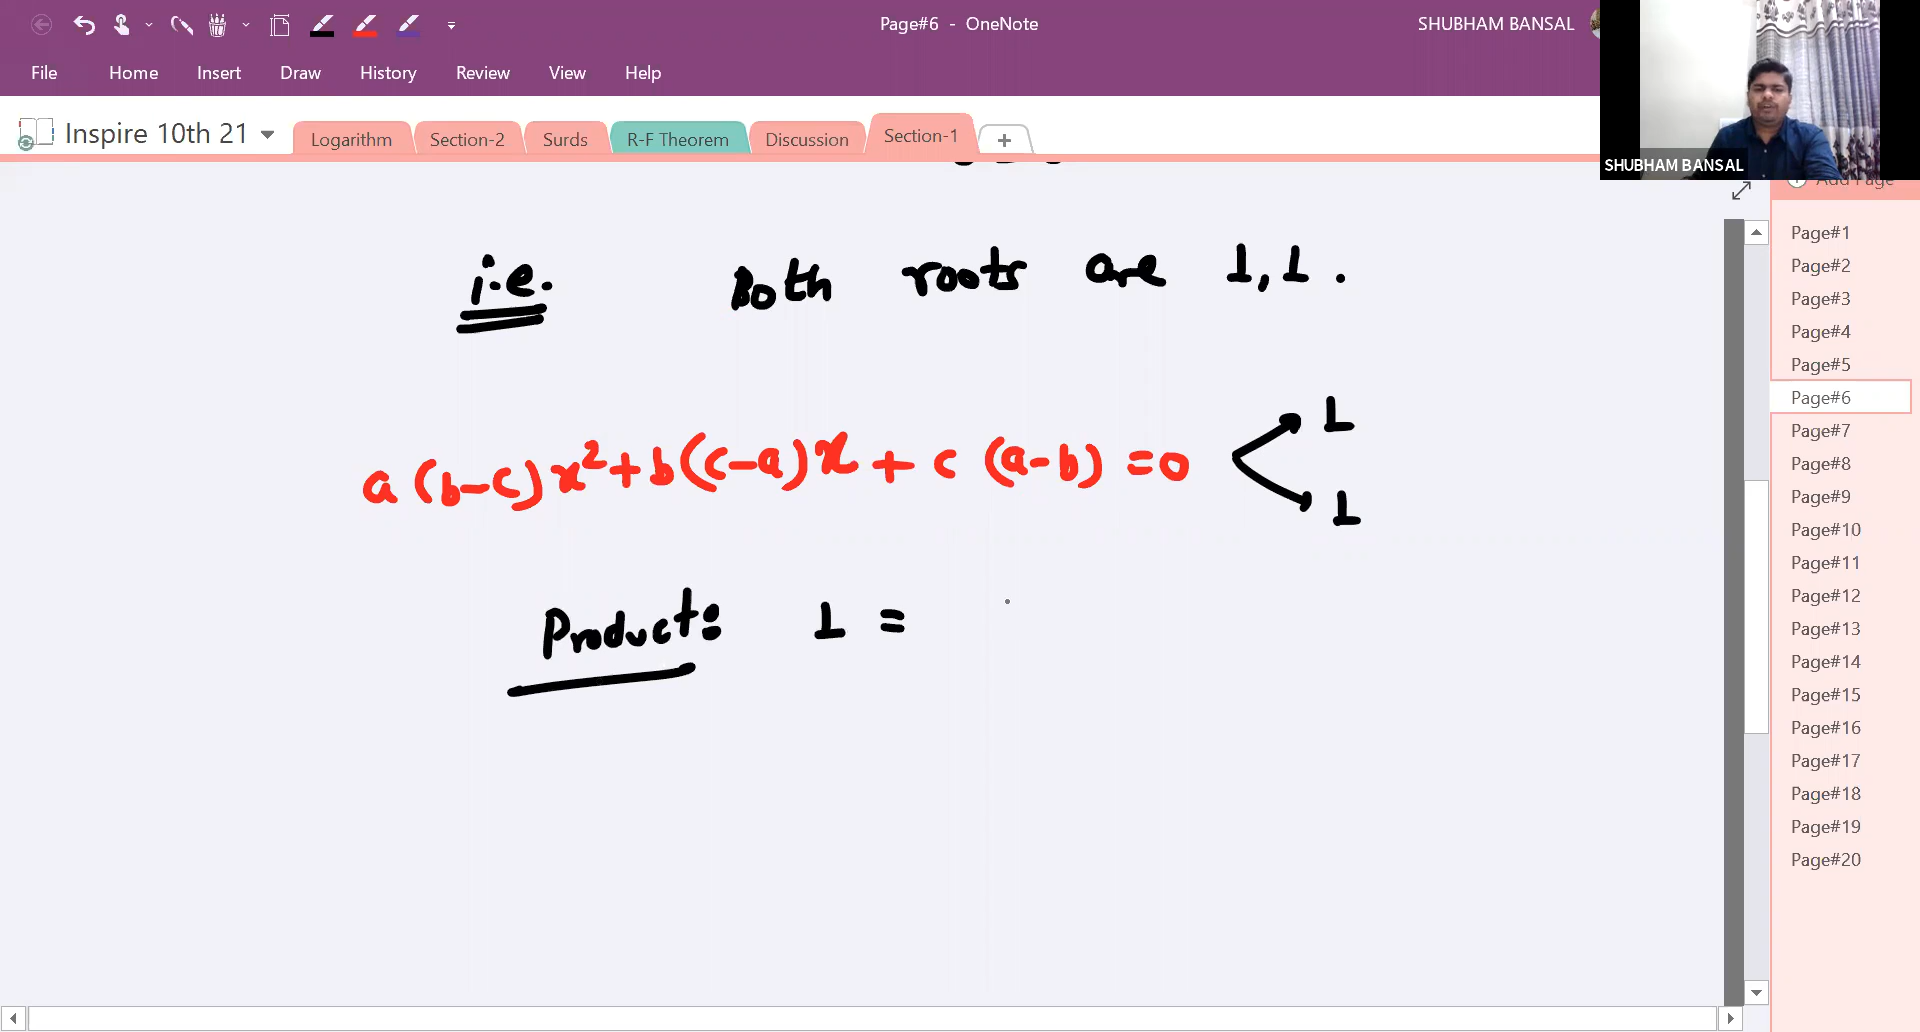 Page#6 - OneNote
SHUBHAM BANSAL
File Home Insert Draw History Review View Help
Inspire 10th 21
Logarithm Section-2 Surds R-F Theorem Discussion Section-1 +
SHUBHAM BANSAL
Add Page
i.e. Both roots are 1,1.
a(b-c)x²+b(c-a)x+c(a-b)=0
1
1
Product: 1 =
Page#1
Page#2
Page#3
Page#4
Page#5
Page#6
Page#7
Page#8
Page#9
Page#10
Page#11
Page#12
Page#13
Page#14
Page#15
Page#16
Page#17
Page#18
Page#19
Page#20